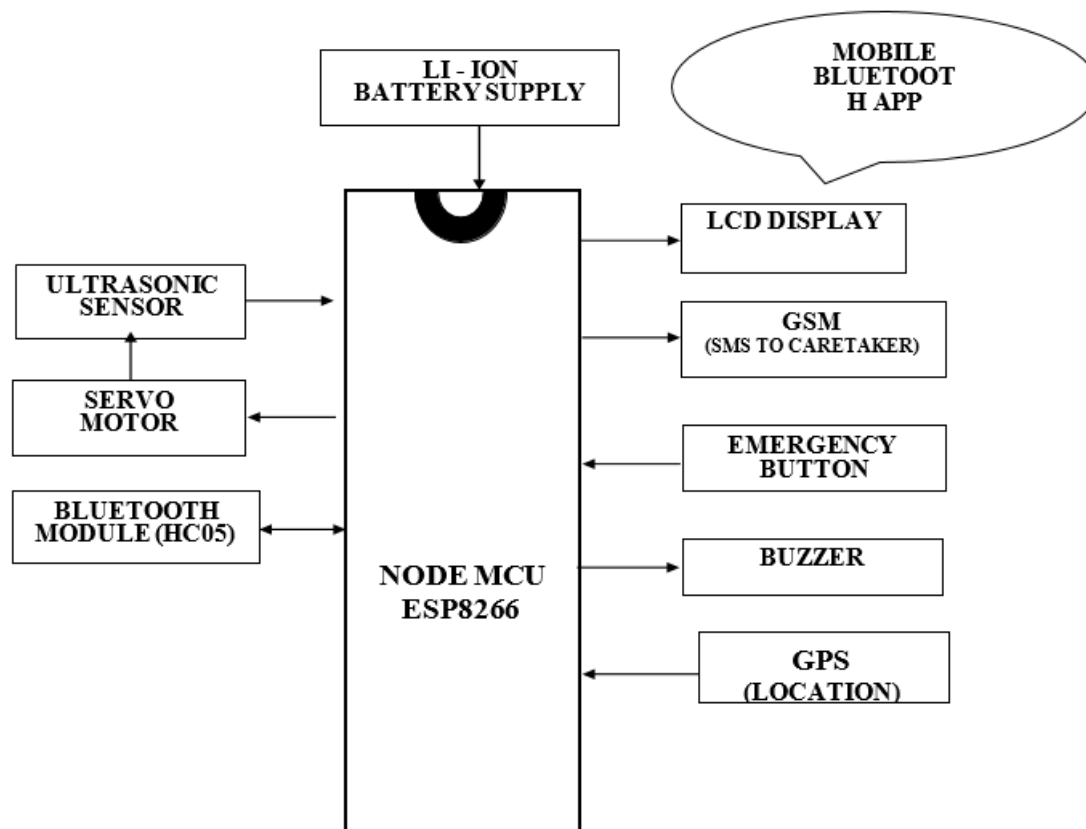 LI - ION
BATTERY SUPPLY
MOBILE
BLUETOOT
H APP
LCD DISPLAY
ULTRASONIC
SENSOR
GSM
(SMS TO CARETAKER)
SERVO
MOTOR
EMERGENCY
BUTTON
BLUETOOTH
MODULE (HC05)
BUZZER
NODE MCU
ESP8266
GPS
(LOCATION)